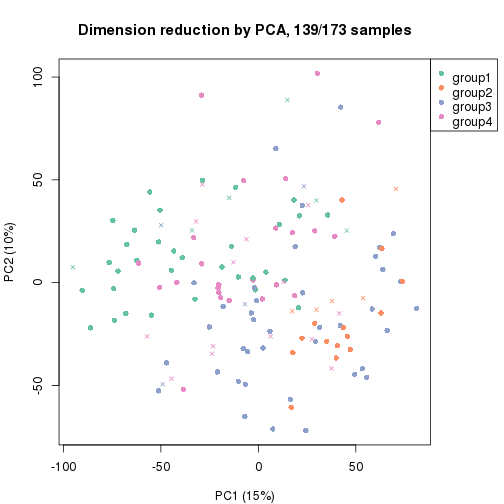 Dimension reduction by PCA, 139/173 samples
group1
group2
group3
group4
100
50
0
-50
PC2 (10%)
-100
-50
0
50
PC1 (15%)